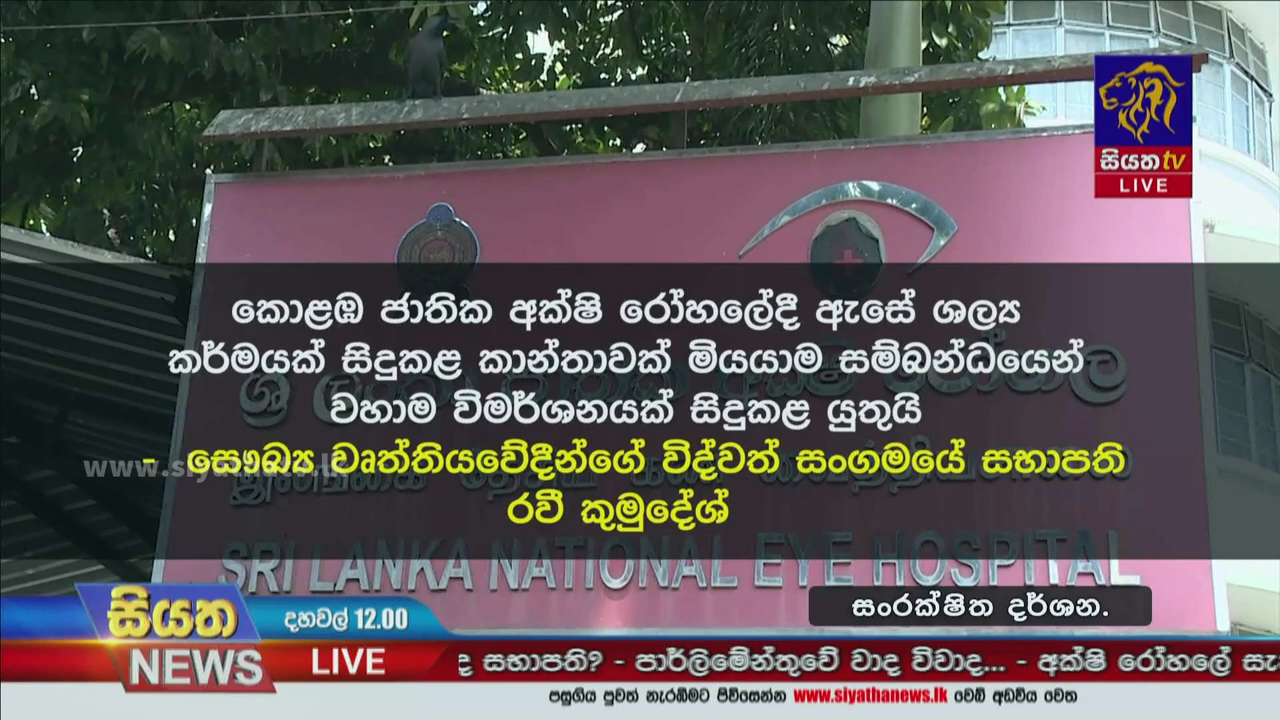 සියත tv
LIVE
කොළඹ ජාතික අක්ෂි රෝහලේදී ඇසේ ශල්‍ය
කර්මයක් සිදුකළ කාන්තාවක් මියයාම සම්බන්ධයෙන්
වහාම විමර්ශනයක් සිදුකළ යුතුයි
- සෞඛ්‍ය වෘත්තියවේදීන්ගේ විද්වත් සංගමයේ සභාපති
රවී කුමුදේශ්
SRI LANKA NATIONAL EYE HOSPITAL
සංරක්ෂිත දර්ශන.
සියත
NEWS
දහවල් 12.00
LIVE
ද සභාපති? - පාර්ලිමේන්තුවේ වාද විවාද... - අක්ෂි රෝහලේ සැ
පසුගිය පුවත් නැරඹීමට පිවිසෙන්න www.siyathanews.lk වෙබ් අඩවිය වෙත